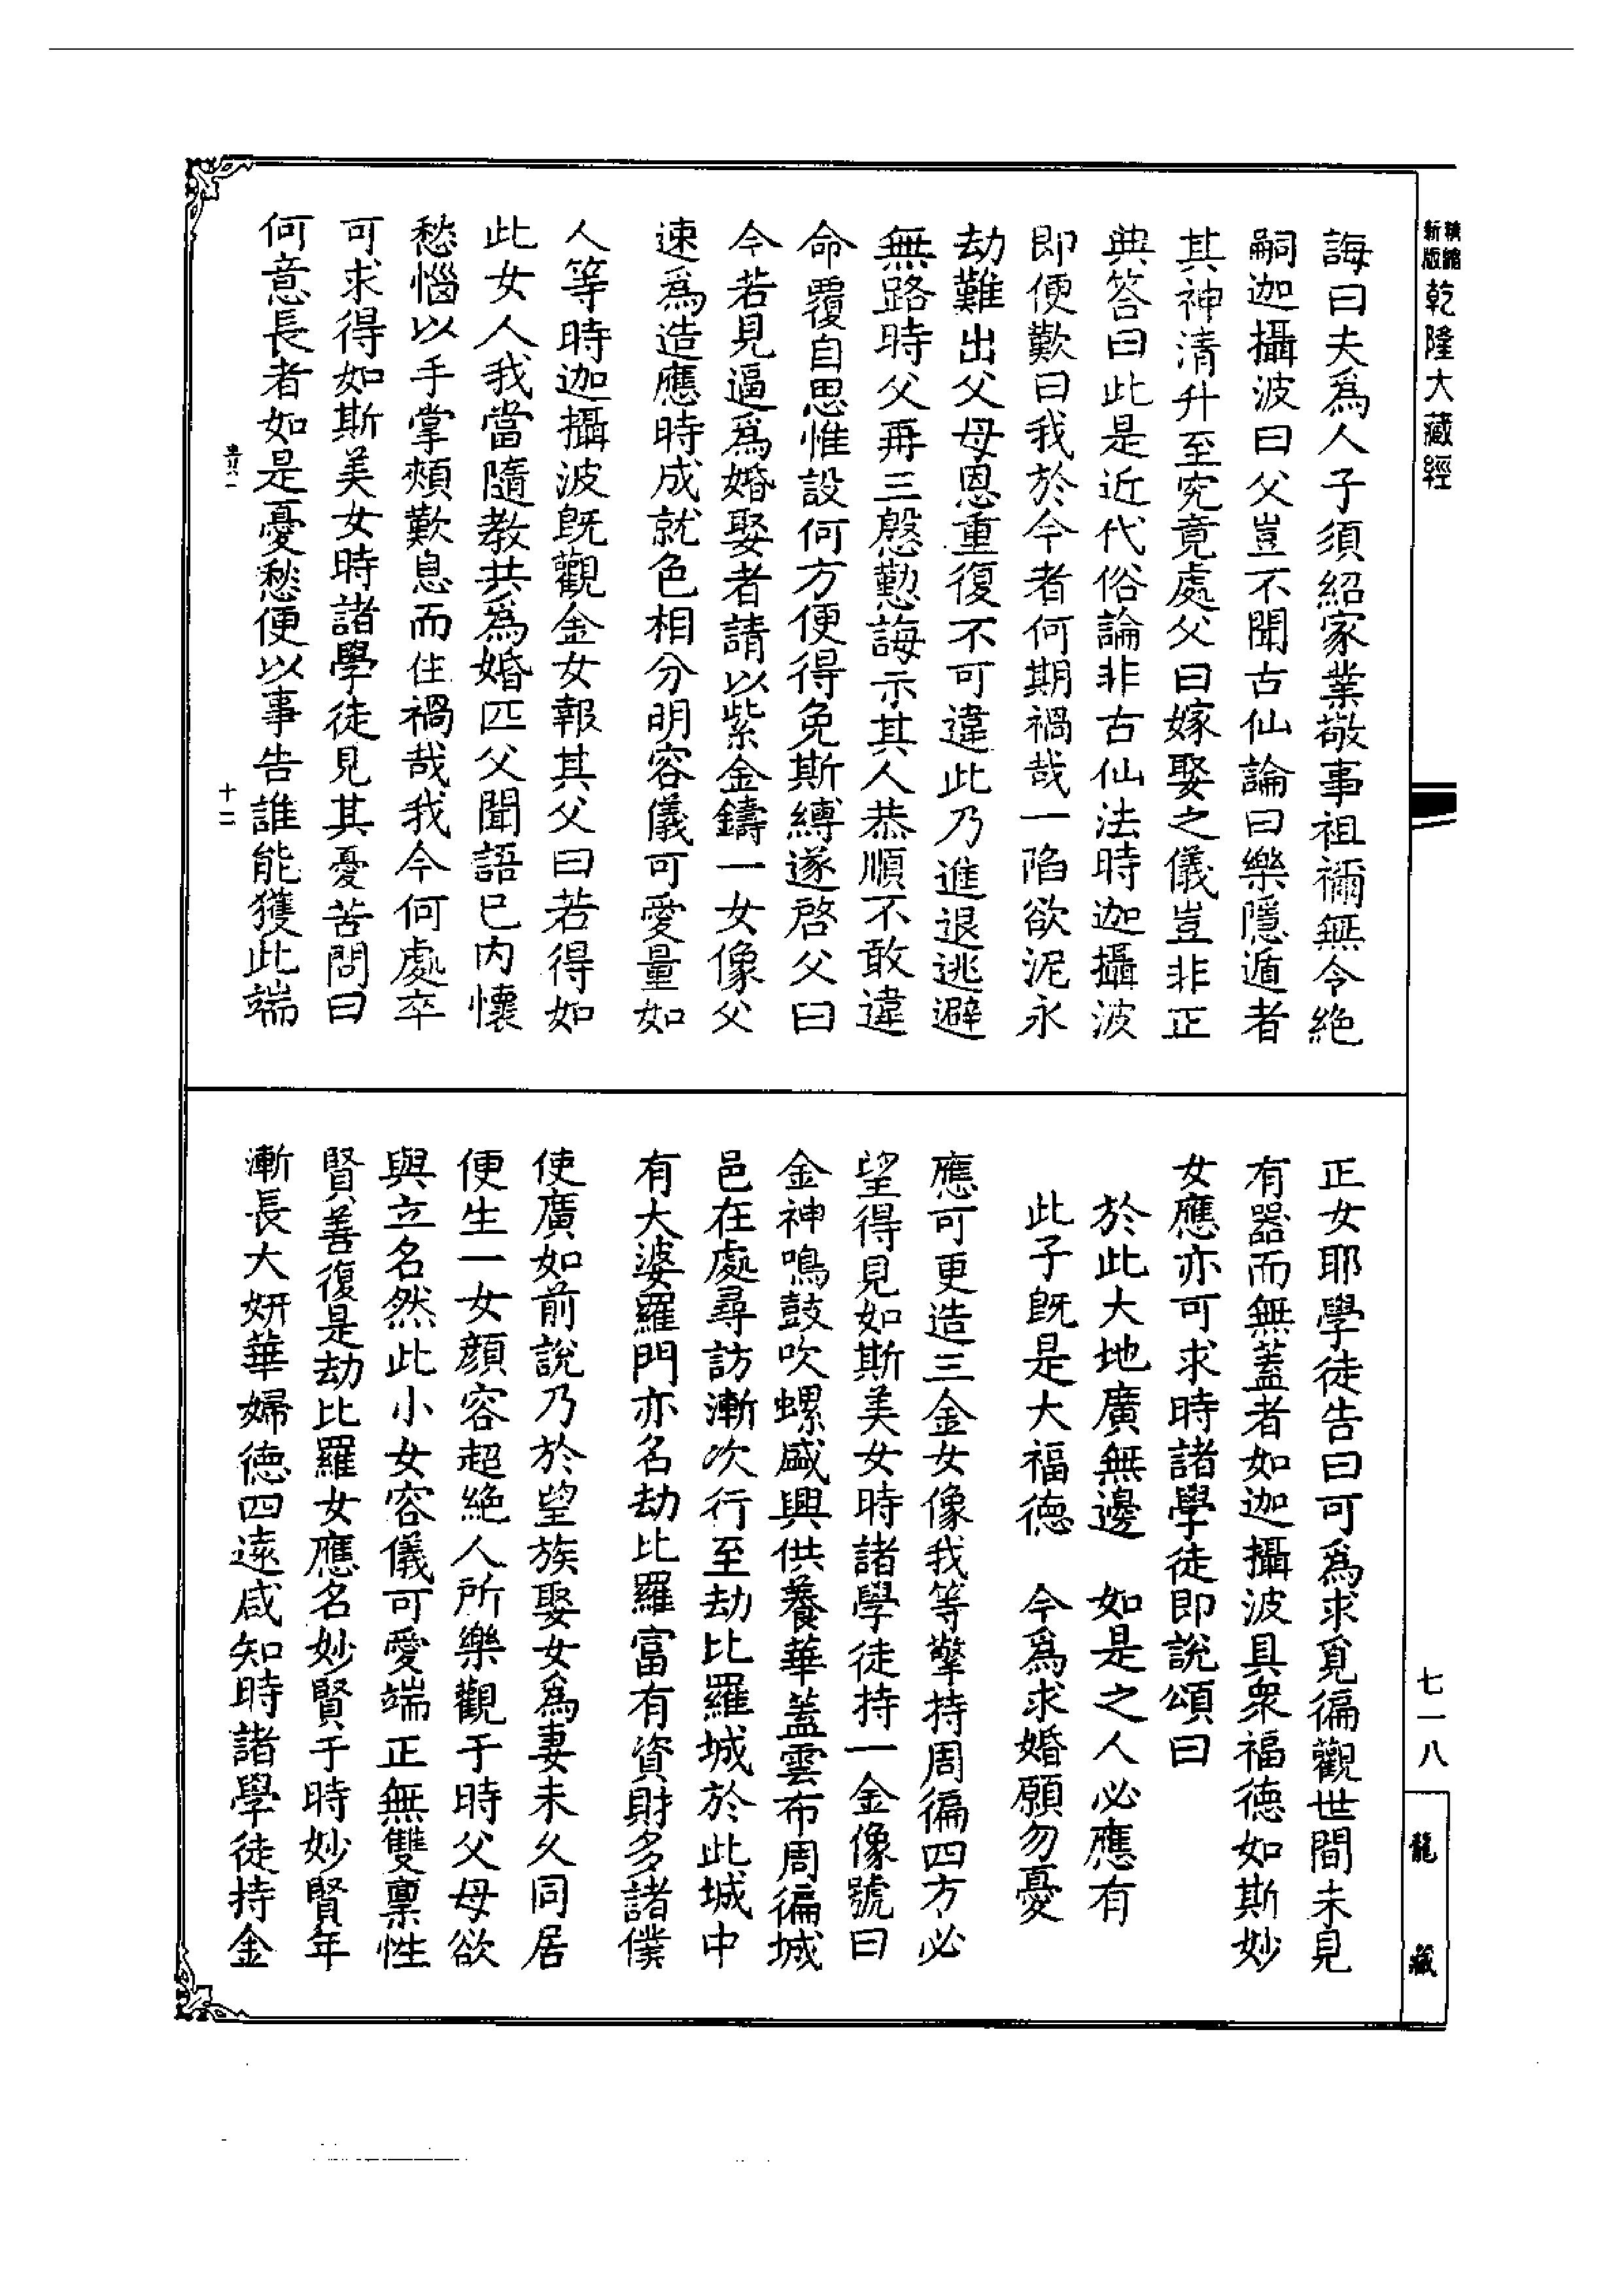 精縮新版乾隆大藏經
誨曰夫爲人子須紹家業敬事祖禰無令絶
嗣迦攝波曰父豈不聞古仙論曰樂隱遁者
其神清升至究竟處父曰嫁娶之儀豈非正
典答曰此是近代俗論非古仙法時迦攝波
即便歎曰我於今者何期禍哉一陷欲泥永
劫難出父母恩重復不可違此乃進退逃避
無路時父再三慇懃誨示其人恭順不敢違
命覆自思惟設何方便得免斯縛遂啓父曰
今若見逼爲婚娶者請以紫金鑄一女像父
速爲造應時成就色相分明容儀可愛量如
人等時迦攝波旣觀金女報其父曰若得如
此女人我當隨教共爲婚匹父聞語已内懷
愁惱以手掌頰歎息而住禍哉我今何處卒
可求得如斯美女時諸學徒見其憂苦問曰
何意長者如是憂愁便以事告誰能獲此端
十二
正女耶學徒告曰可爲求覓徧觀世間未見
有器而無蓋者如迦攝波具衆福德如斯妙
女應亦可求時諸學徒即說頌曰
於此大地廣無邊　如是之人必應有
此子旣是大福德　今爲求婚願勿憂
應可更造三金女像我等擎持周徧四方必
望得見如斯美女時諸學徒持一金像號曰
金神鳴鼓吹螺盛興供養華蓋雲布周徧城
邑在處尋訪漸次行至劫比羅城於此城中
有大婆羅門亦名劫比羅富有資財多諸僕
使廣如前說乃於望族娶女爲妻未久同居
便生一女顔容超絶人所樂觀于時父母欲
與立名然此小女容儀可愛端正無雙禀性
賢善復是劫比羅女應名妙賢于時妙賢年
漸長大妍華婦德四遠咸知時諸學徒持金
七一八
龍藏